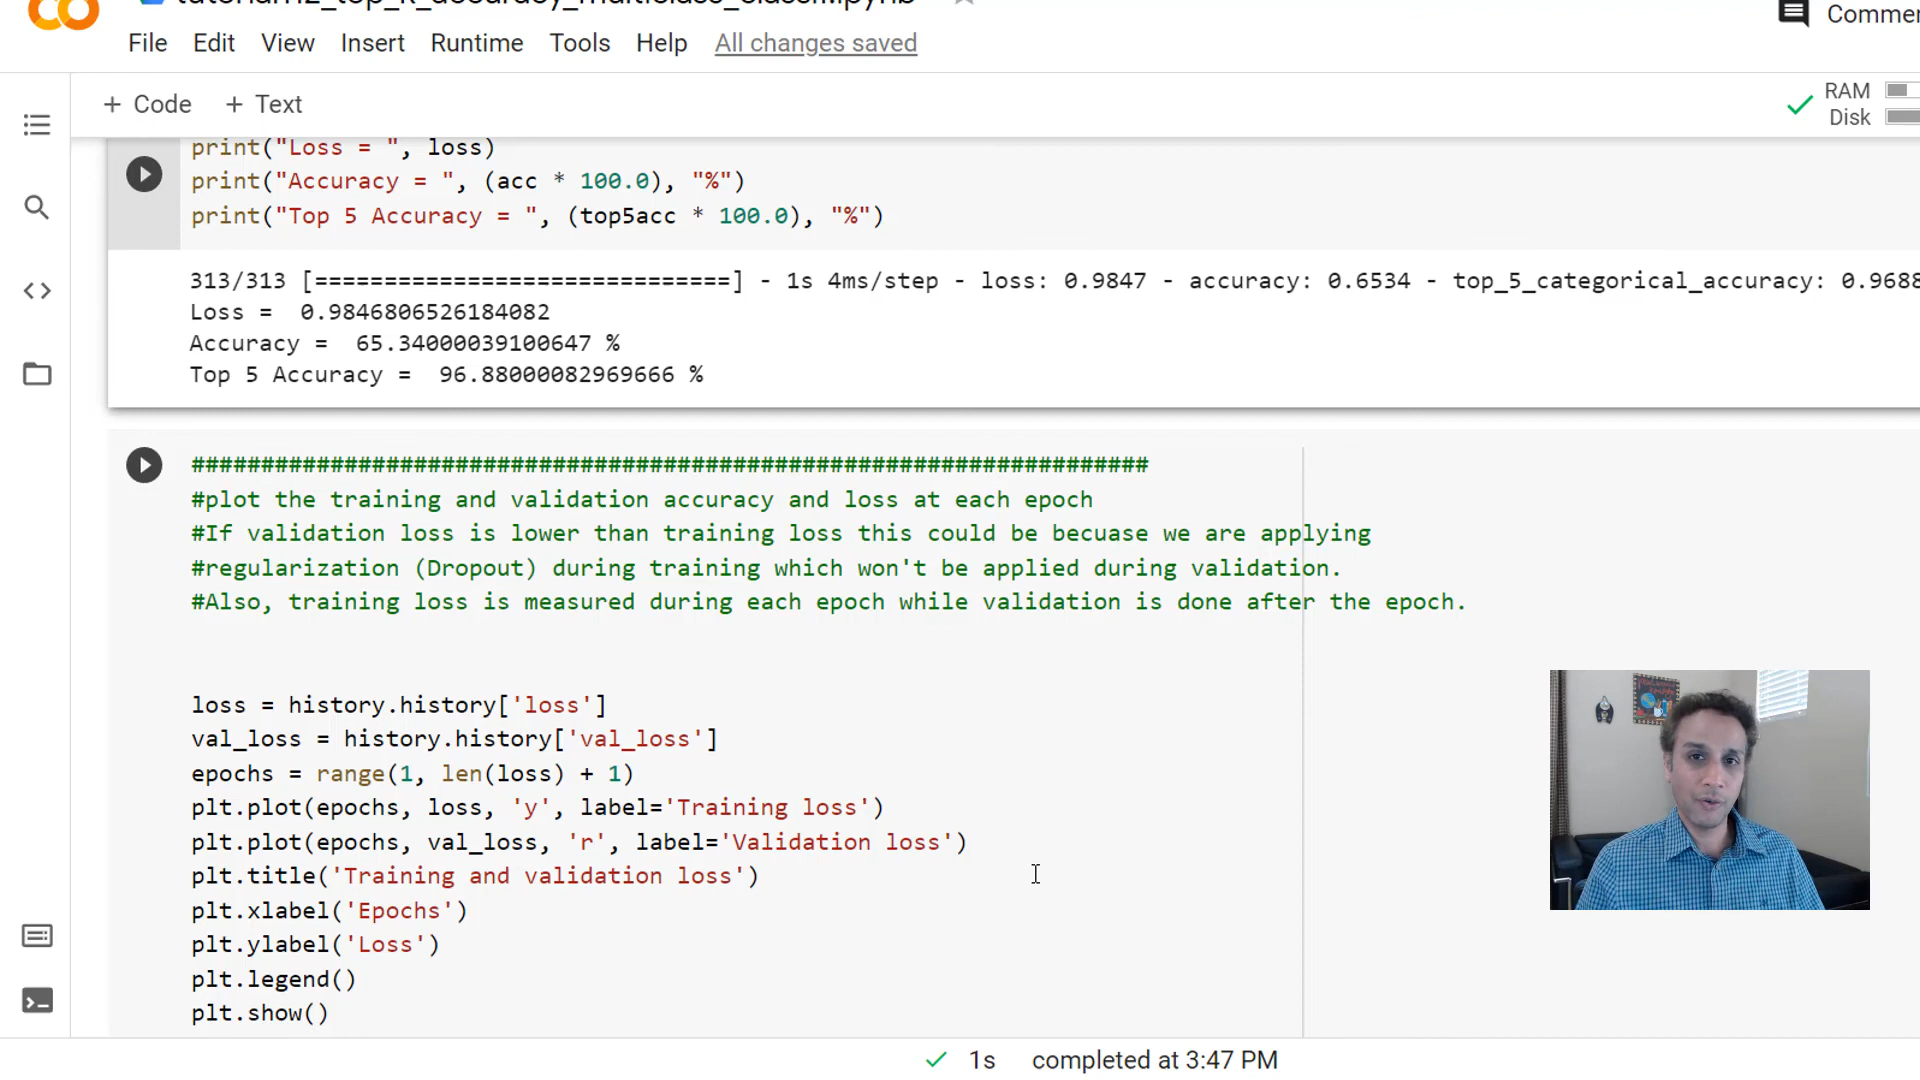 File Edit View Insert Runtime Tools Help All changes saved
+ Code + Text
RAM
Disk
print("Loss = ", loss)
print("Accuracy = ", (acc * 100.0), "%")
print("Top 5 Accuracy = ", (top5acc * 100.0), "%")
313/313 [==============================] - 1s 4ms/step - loss: 0.9847 - accuracy: 0.6534 - top_5_categorical_accuracy: 0.9688
Loss =  0.9846806526184082
Accuracy =  65.34000039100647 %
Top 5 Accuracy =  96.88000082969666 %
#####################################################################
#plot the training and validation accuracy and loss at each epoch
#If validation loss is lower than training loss this could be becuase we are applying
#regularization (Dropout) during training which won't be applied during validation.
#Also, training loss is measured during each epoch while validation is done after the epoch.
loss = history.history['loss']
val_loss = history.history['val_loss']
epochs = range(1, len(loss) + 1)
plt.plot(epochs, loss, 'y', label='Training loss')
plt.plot(epochs, val_loss, 'r', label='Validation loss')
plt.title('Training and validation loss')
plt.xlabel('Epochs')
plt.ylabel('Loss')
plt.legend()
plt.show()
1s completed at 3:47 PM